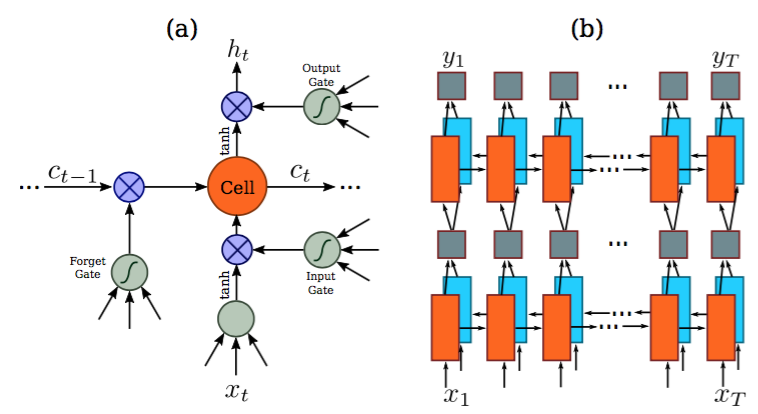 (a)
h_t
Output
Gate
tanh
... c_{t-1}
Cell
c_t ...
Forget
Gate
tanh
Input
Gate
x_t
(b)
y_1
y_T
...
...
...
...
...
...
x_1
x_T